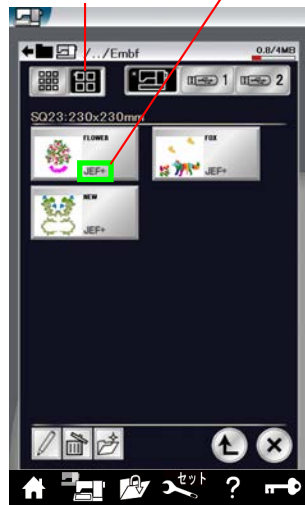 /../Embf 0.8/4MB
1 2
SQ23:230x230mm
FLOWER
JEF+
FOX
JEF+
NEW
JEF+
セット
?